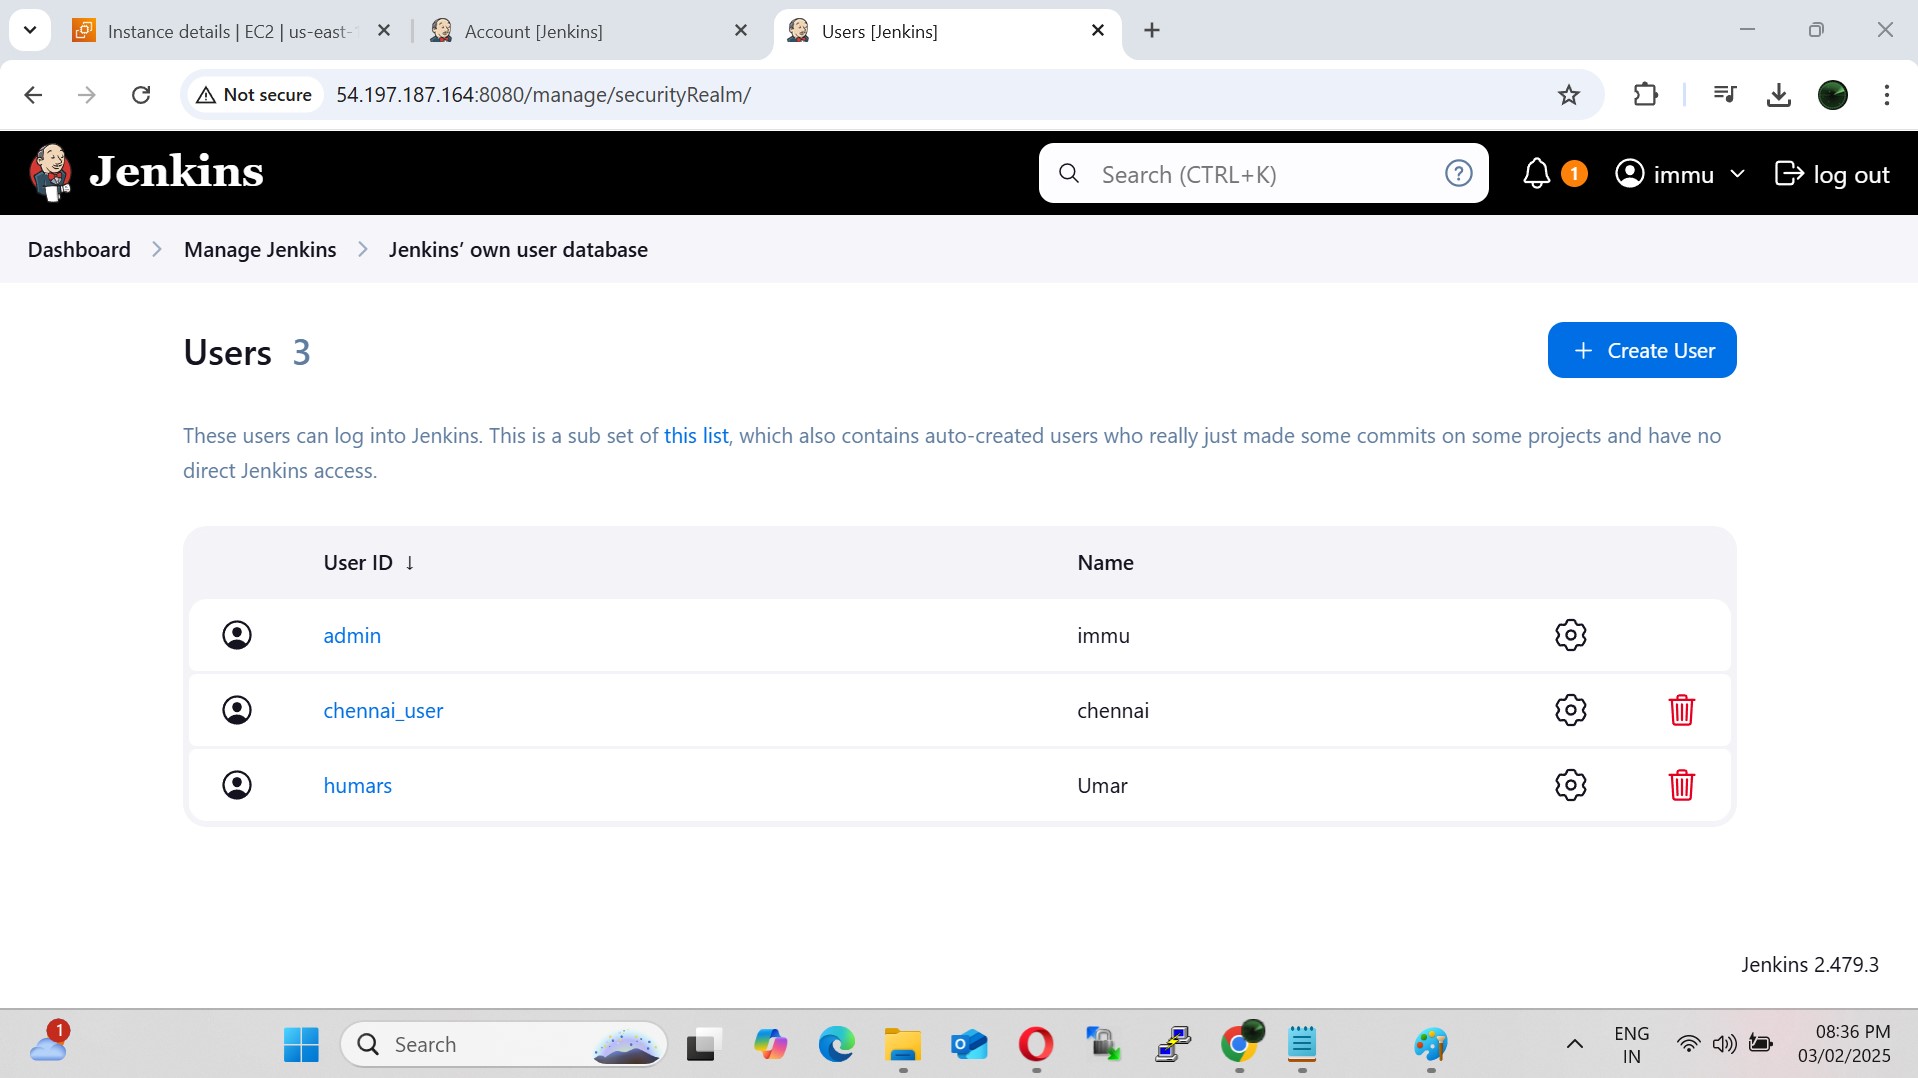 Instance details | EC2 | us-east-1
Account [Jenkins]
Users [Jenkins]
Not secure
54.197.187.164:8080/manage/securityRealm/
Jenkins
Search (CTRL+K)
?
1
immu
log out
Dashboard
Manage Jenkins
Jenkins’ own user database
Users 3
+ Create User
These users can log into Jenkins. This is a sub set of this list, which also contains auto-created users who really just made some commits on some projects and have no
direct Jenkins access.
User ID ↓
Name
admin
immu
chennai_user
chennai
humars
Umar
Jenkins 2.479.3
1
Search
ENG
IN
08:36 PM
03/02/2025